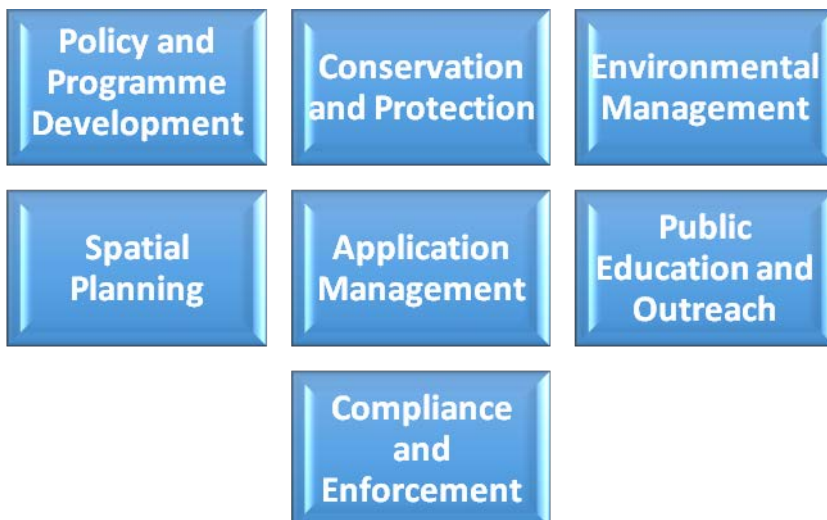 Policy and
Programme
Development
Conservation
and Protection
Environmental
Management
Spatial
Planning
Application
Management
Public
Education and
Outreach
Compliance
and
Enforcement